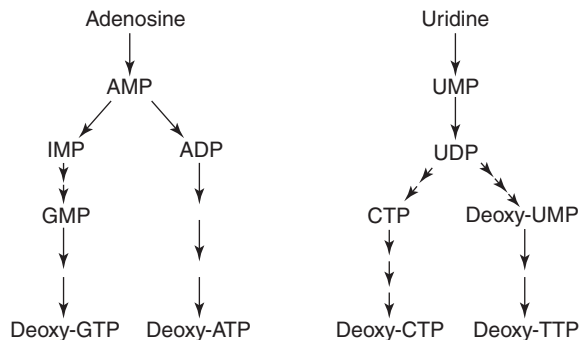 Adenosine
AMP
IMP ADP
GMP
Deoxy-GTP Deoxy-ATP
Uridine
UMP
UDP
CTP Deoxy-UMP
Deoxy-CTP Deoxy-TTP